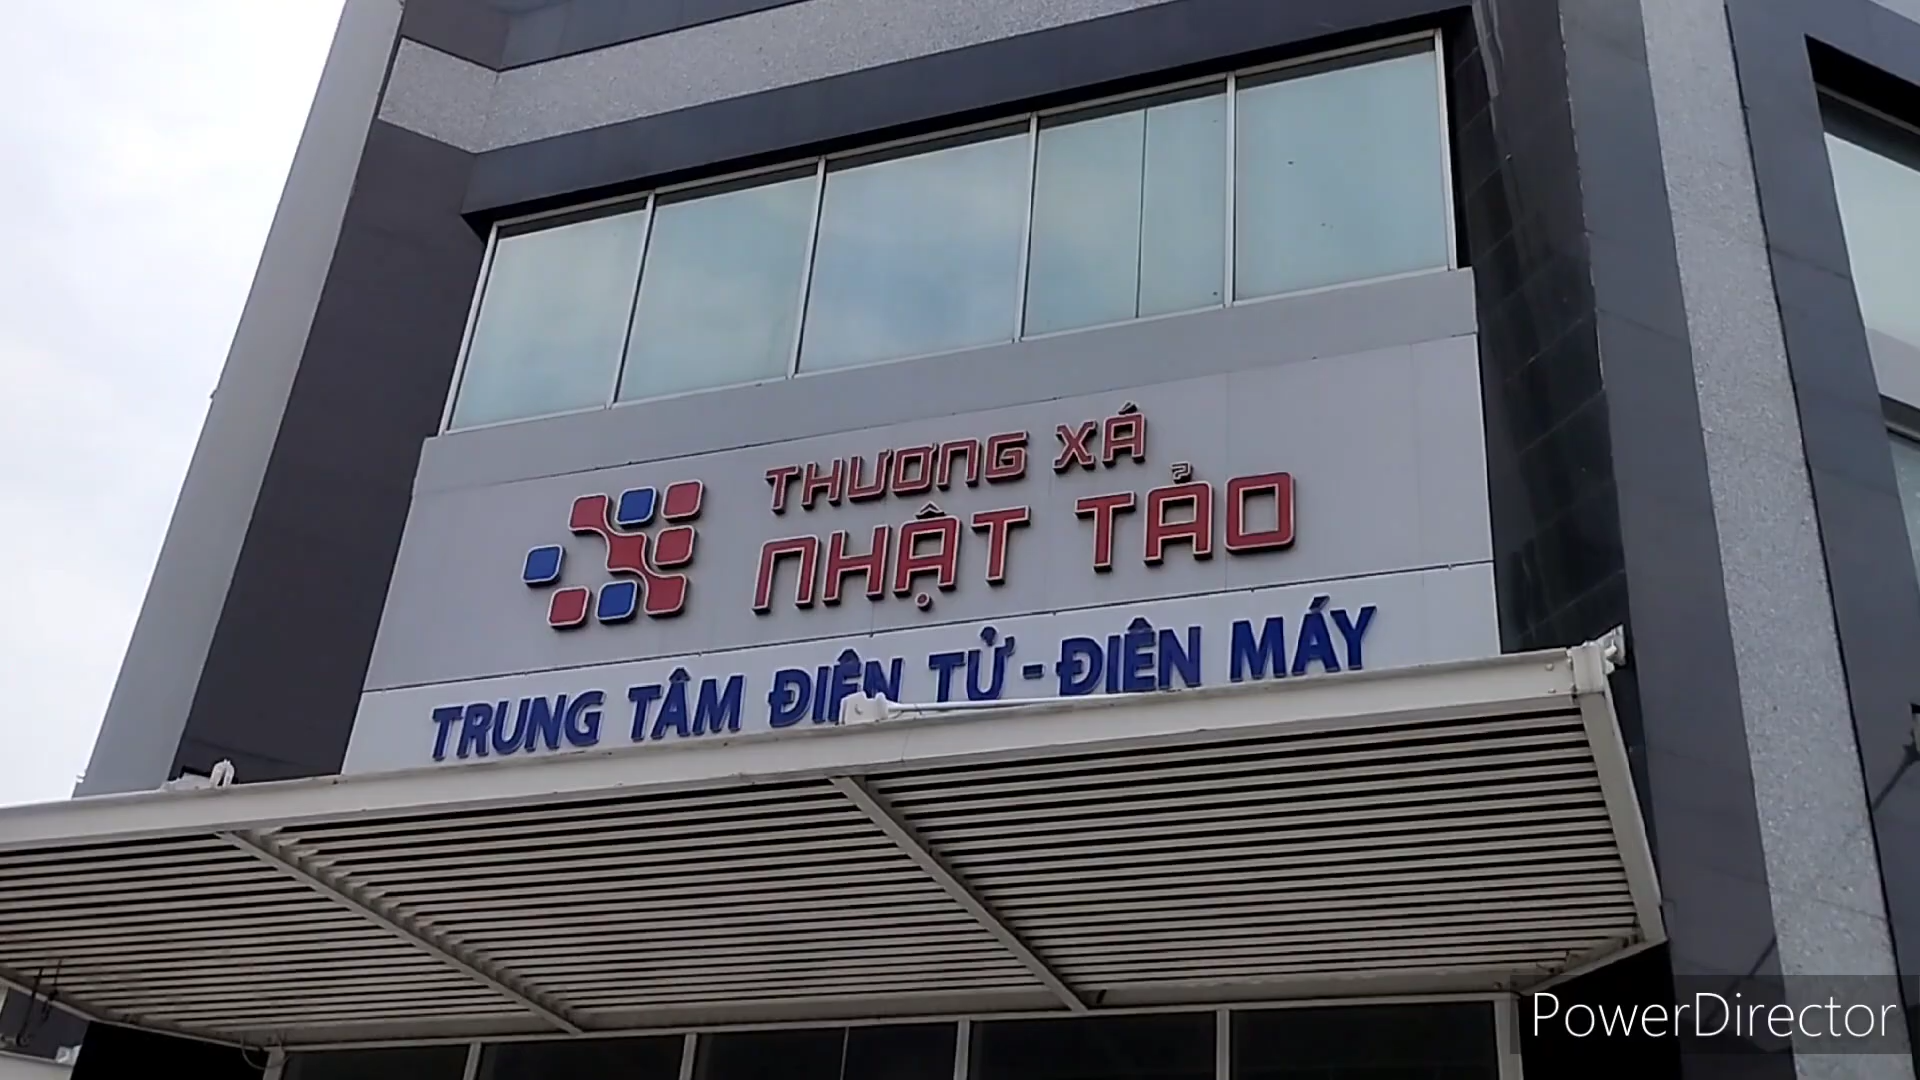 THƯƠNG XÁ
NHẬT TẢO
TRUNG TÂM ĐIỆN TỬ - ĐIỆN MÁY
PowerDirector